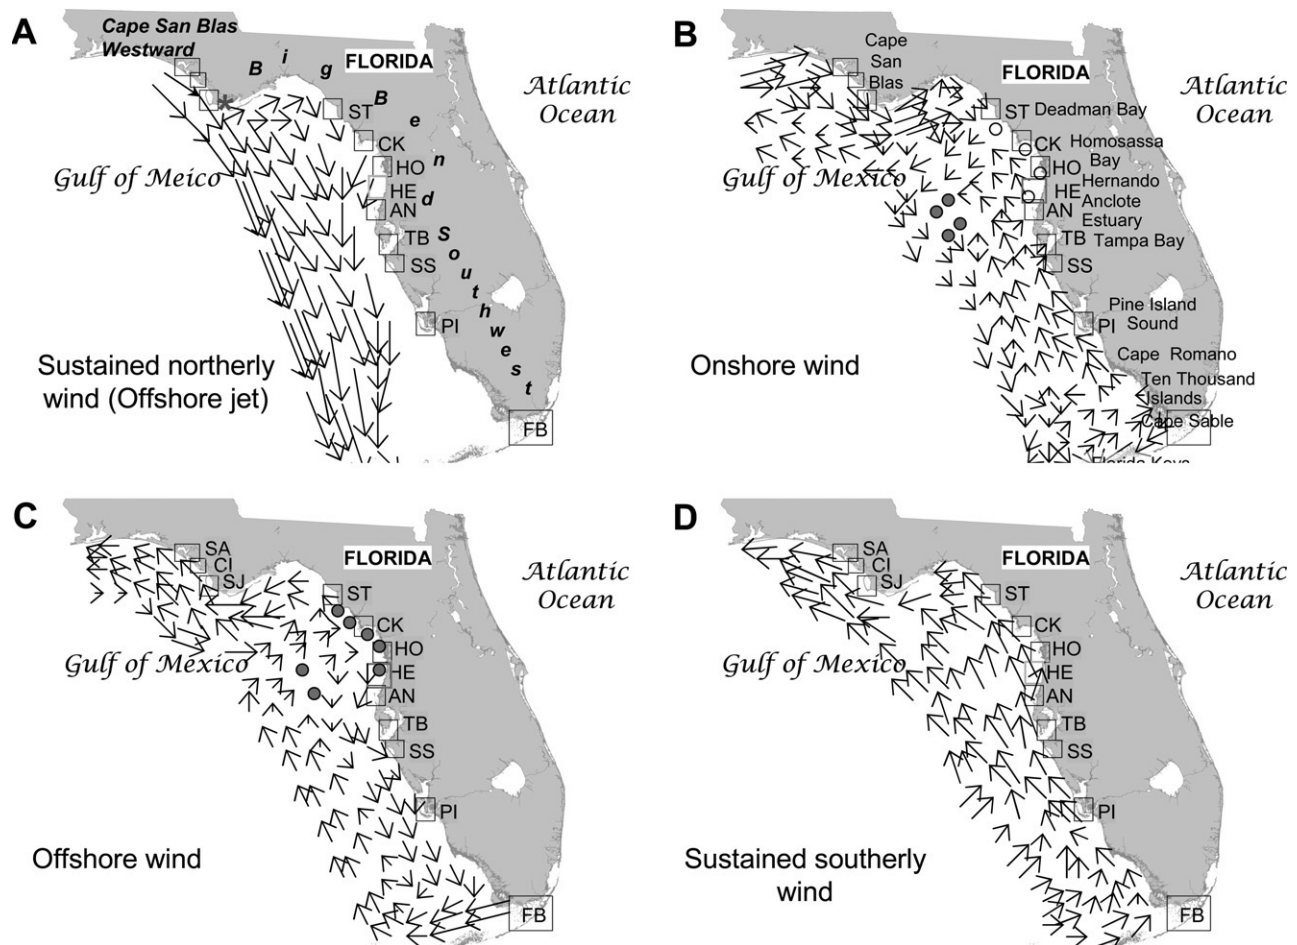 A
Cape San Blas
Westward
B i g
FLORIDA
Atlantic
Ocean
B e n d
ST
CK
HO
HE
AN
TB
SS
PI
FB
Gulf of Meico
S o u t h w e s t
Sustained northerly
wind (Offshore jet)
B
Cape
San
Blas
FLORIDA
Atlantic
Ocean
ST Deadman Bay
CK Homosassa
Bay
HO
Hernando
HE
Anclote
AN Estuary
TB Tampa Bay
SS
Gulf of Mexico
Pine Island
PI Sound
Cape Romano
Ten Thousand
Islands
Cape Sable
Florida Keys
Onshore wind
C
SA
CI
SJ
FLORIDA
Atlantic
Ocean
ST
CK
HO
HE
AN
TB
SS
PI
FB
Gulf of Mexico
Offshore wind
D
SA
CI
SJ
FLORIDA
Atlantic
Ocean
ST
CK
HO
HE
AN
TB
SS
PI
FB
Gulf of Mexico
Sustained southerly
wind